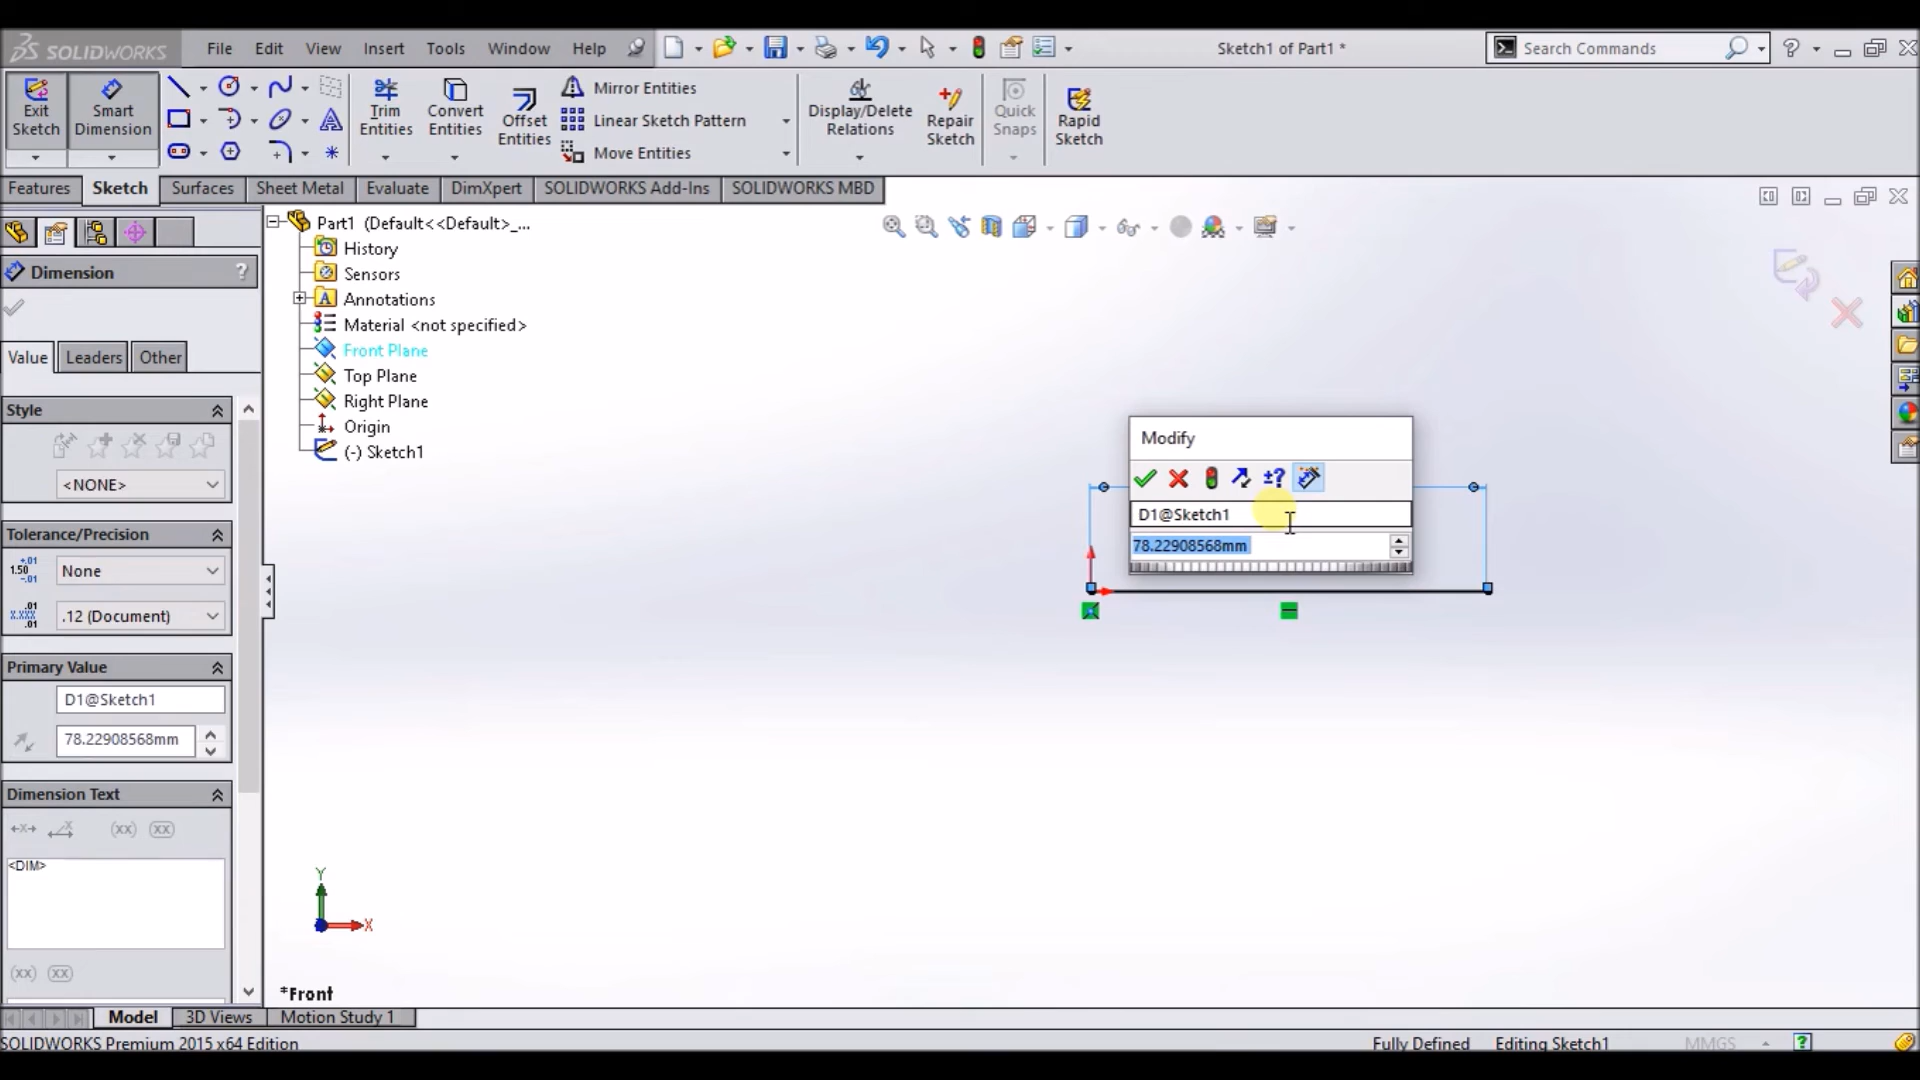 SOLIDWORKS
File Edit View Insert Tools Window Help
Sketch1 of Part1 *
Search Commands
Exit Sketch
Smart Dimension
Trim Entities
Convert Entities
Offset Entities
Mirror Entities
Linear Sketch Pattern
Move Entities
Display/Delete Relations
Repair Sketch
Quick Snaps
Rapid Sketch
Features Sketch Surfaces Sheet Metal Evaluate DimXpert SOLIDWORKS Add-Ins SOLIDWORKS MBD
Part1 (Default<<Default>_...
History
Sensors
Annotations
Material <not specified>
Front Plane
Top Plane
Right Plane
Origin
(-) Sketch1
Dimension ?
Value Leaders Other
Style
<NONE>
Tolerance/Precision
None
.12 (Document)
Primary Value
D1@Sketch1
78.22908568mm
Dimension Text
<DIM>
Modify
D1@Sketch1
78.22908568mm
Y
X
*Front
Model 3D Views Motion Study 1
SOLIDWORKS Premium 2015 x64 Edition
Fully Defined Editing Sketch1 MMGS